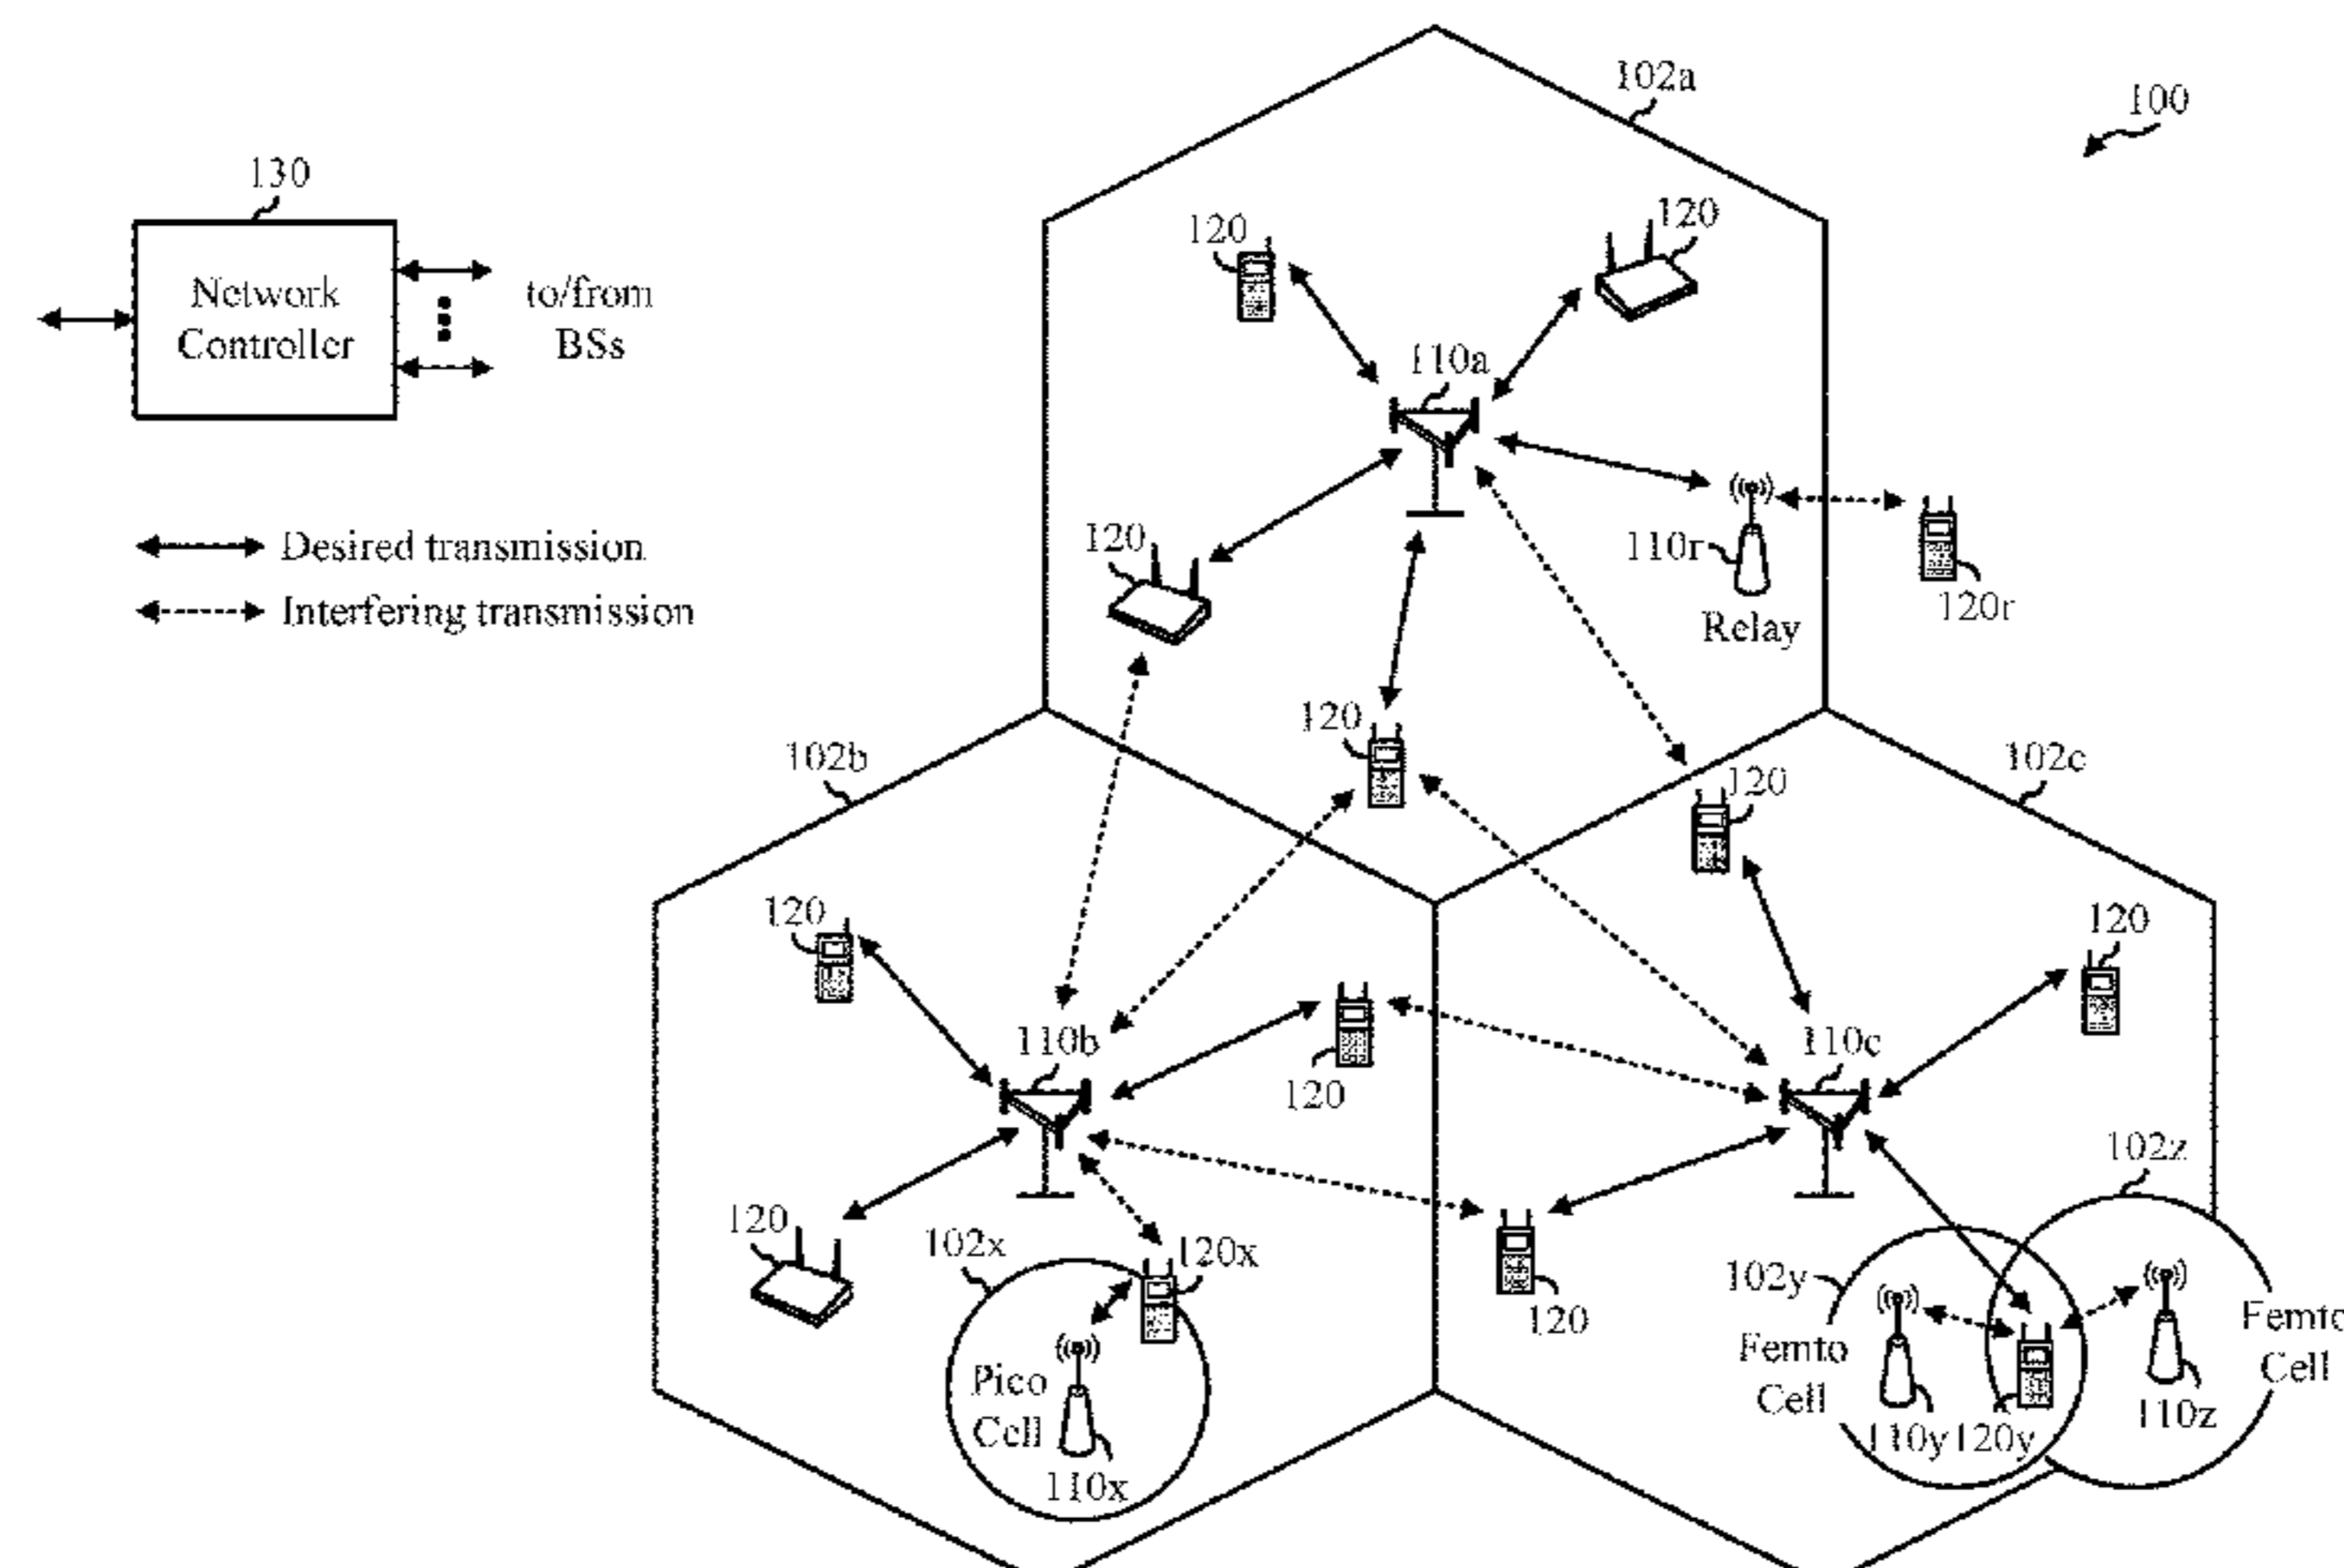 102a
100
130
120
120
Network
Controller
to/from
BSs
110a
Desired transmission
Interfering transmission
120
110r
120r
Relay
120
102b
102c
120
120
120
110b
120
110c
102z
120
102x
120x
102y
120
Femto
Cell
Pico
Cell
110x
Femto
Cell
110y
120y
110z